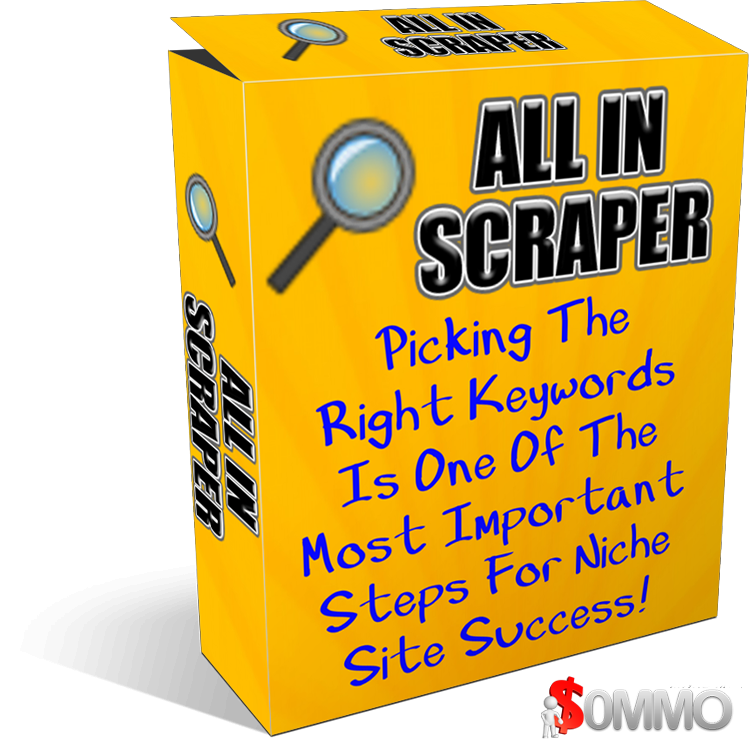 ALL IN
SCRAPER
ALL IN
SCRAPER
Picking The
Right Keywords
Is One Of The
Most Important
Steps For Niche
Site Success!
ALL IN
SCRAPER
$OMMO